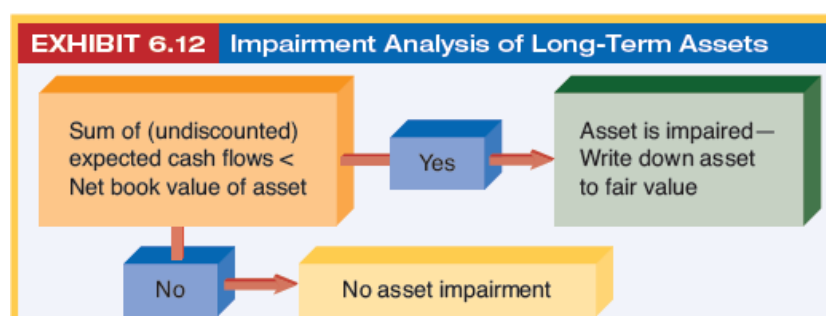 EXHIBIT 6.12 Impairment Analysis of Long-Term Assets
Sum of (undiscounted)
expected cash flows <
Net book value of asset
Yes
Asset is impaired—
Write down asset
to fair value
No
No asset impairment